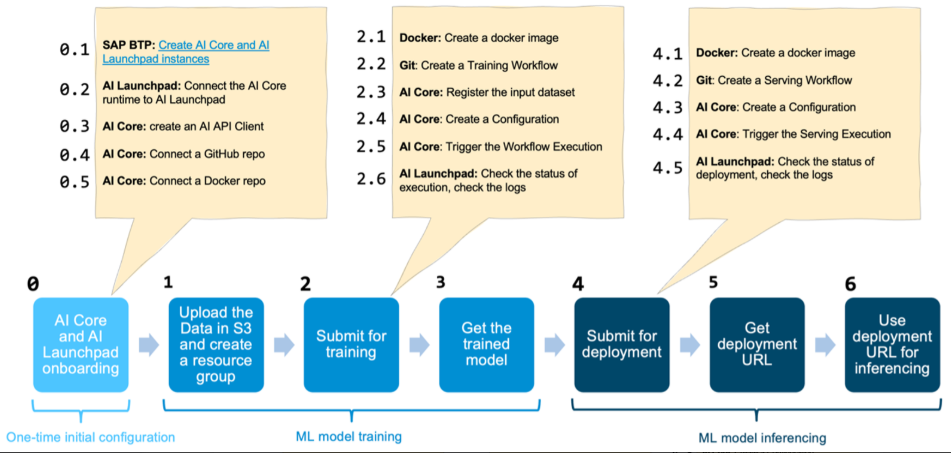 0.1 SAP BTP: Create AI Core and AI
Launchpad instances
0.2 AI Launchpad: Connect the AI Core
runtime to AI Launchpad
0.3 AI Core: create an AI API Client
0.4 AI Core: Connect a GitHub repo
0.5 AI Core: Connect a Docker repo
2.1 Docker: Create a docker image
2.2 Git: Create a Training Workflow
2.3 AI Core: Register the input dataset
2.4 AI Core: Create a Configuration
2.5 AI Core: Trigger the Workflow Execution
2.6 AI Launchpad: Check the status of
execution, check the logs
4.1 Docker: Create a docker image
4.2 Git: Create a Serving Workflow
4.3 AI Core: Create a Configuration
4.4 AI Core: Trigger the Serving Execution
4.5 AI Launchpad: Check the status of
deployment, check the logs
0
AI Core
and AI
Launchpad
onboarding
1
Upload the
Data in S3
and create
a resource
group
2
Submit for
training
3
Get the
trained
model
4
Submit for
deployment
5
Get
deployment
URL
6
Use
deployment
URL for
inferencing
One-time initial configuration
ML model training
ML model inferencing